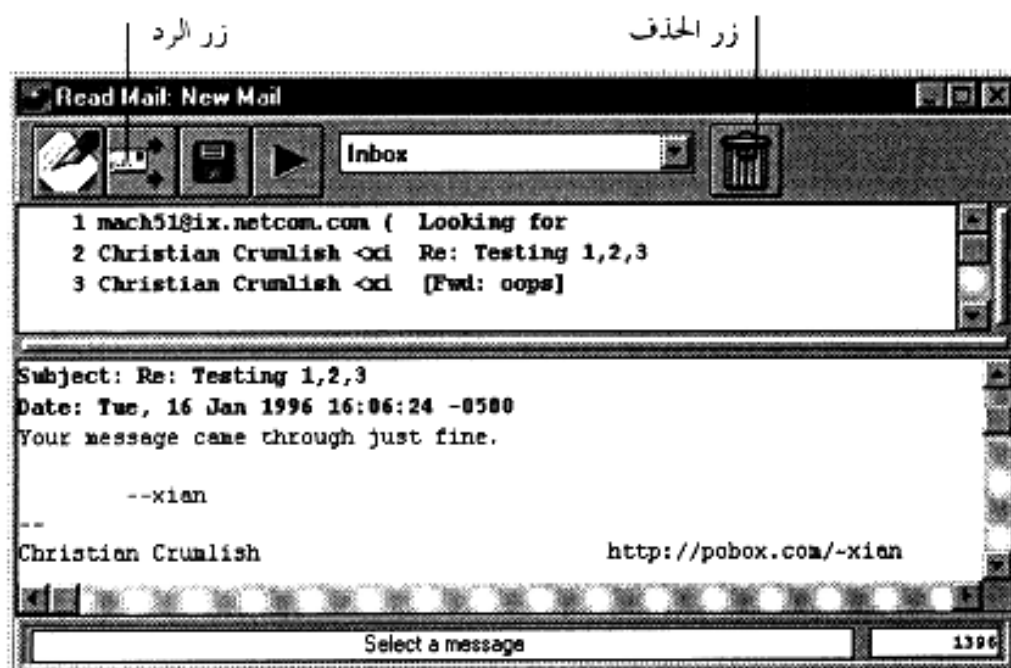 زر الحذف
زر الرد
Read Mail: New Mail
Inbox
1 mach51@ix.netcom.com ( Looking for
2 Christian Crumlish <xi Re: Testing 1,2,3
3 Christian Crumlish <xi [Fwd: oops]
Subject: Re: Testing 1,2,3
Date: Tue, 16 Jan 1996 16:06:24 -0500
Your message came through just fine.
--xian
--
Christian Crumlish http://pobox.com/~xian
Select a message 1396